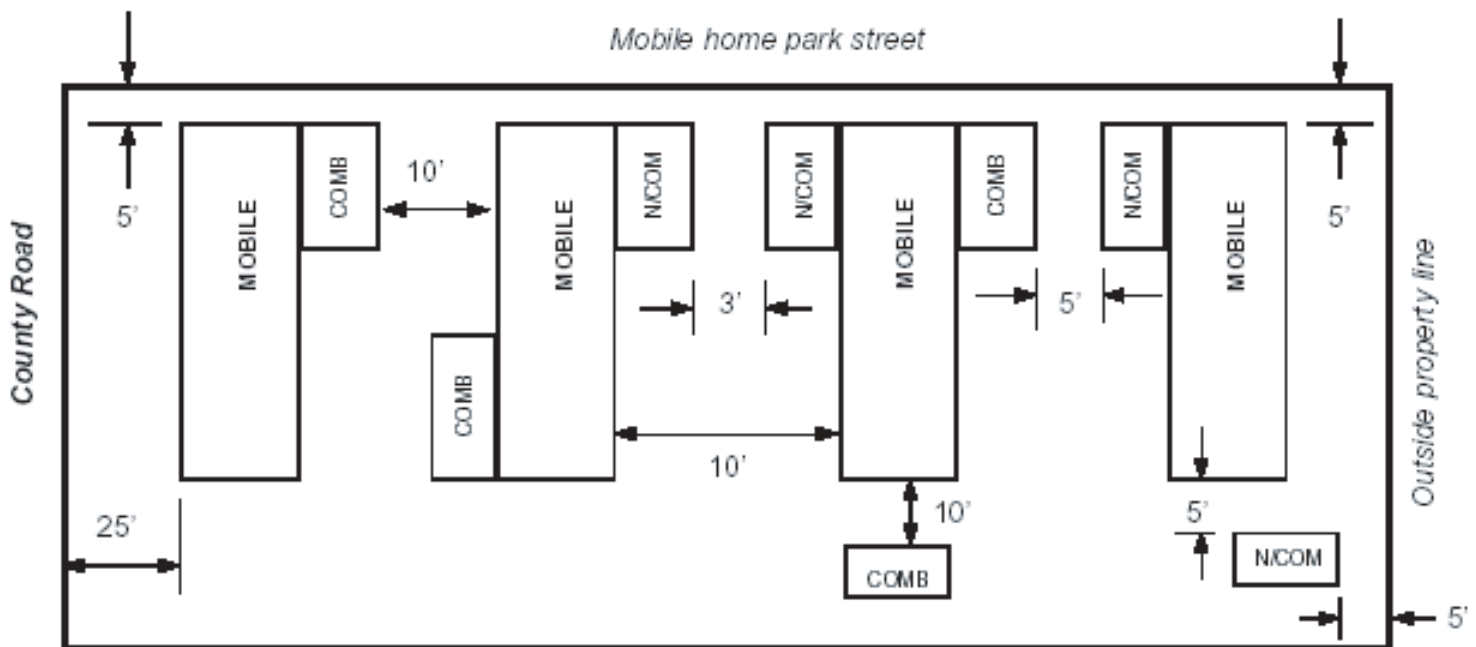 Mobile home park street
County Road
5'
MOBILE
COMB
10'
COMB
MOBILE
N/COM
3'
N/COM
MOBILE
COMB
5'
N/COM
MOBILE
5'
Outside property line
10'
25'
10'
COMB
5'
N/COM
5'